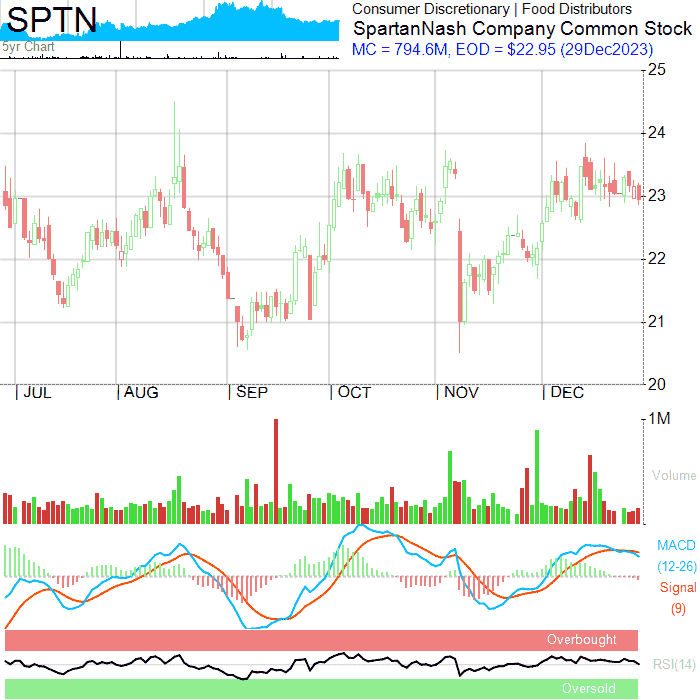 SPTN
5yr Chart
Consumer Discretionary | Food Distributors
SpartanNash Company Common Stock
MC = 794.6M, EOD = $22.95 (29Dec2023)
25
24
23
22
21
20
JUL
AUG
SEP
OCT
NOV
DEC
1M
Volume
MACD
(12-26)
Signal
(9)
Overbought
RSI(14)
Oversold